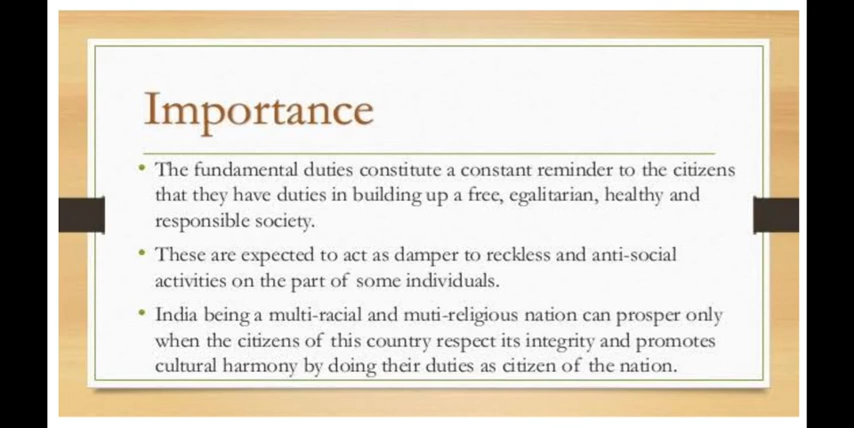 Importance
• The fundamental duties constitute a constant reminder to the citizens
that they have duties in building up a free, egalitarian, healthy and
responsible society.
• These are expected to act as damper to reckless and anti-social
activities on the part of some individuals.
• India being a multi-racial and muti-religious nation can prosper only
when the citizens of this country respect its integrity and promotes
cultural harmony by doing their duties as citizen of the nation.